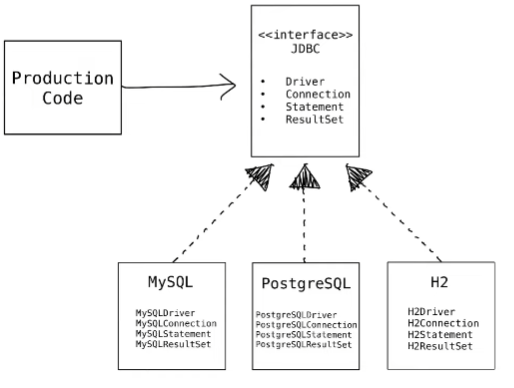 <<interface>>
JDBC
• Driver
• Connection
• Statement
• ResultSet
Production
Code
MySQL
MySQLDriver
MySQLConnection
MySQLStatement
MySQLResultSet
PostgreSQL
PostgreSQLDriver
PostgreSQLConnection
PostgreSQLStatement
PostgreSQLResultSet
H2
H2Driver
H2Connection
H2Statement
H2ResultSet